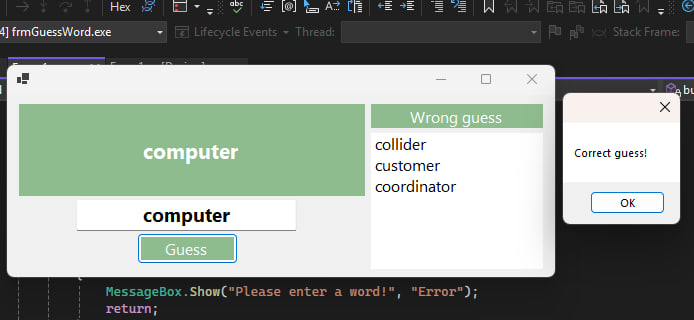 Hex
4] frmGuessWord.exe
Lifecycle Events
Thread:
Stack Frame:
computer
computer
Guess
Wrong guess
collider
customer
coordinator
Correct guess!
OK
MessageBox.Show("Please enter a word!", "Error");
return;